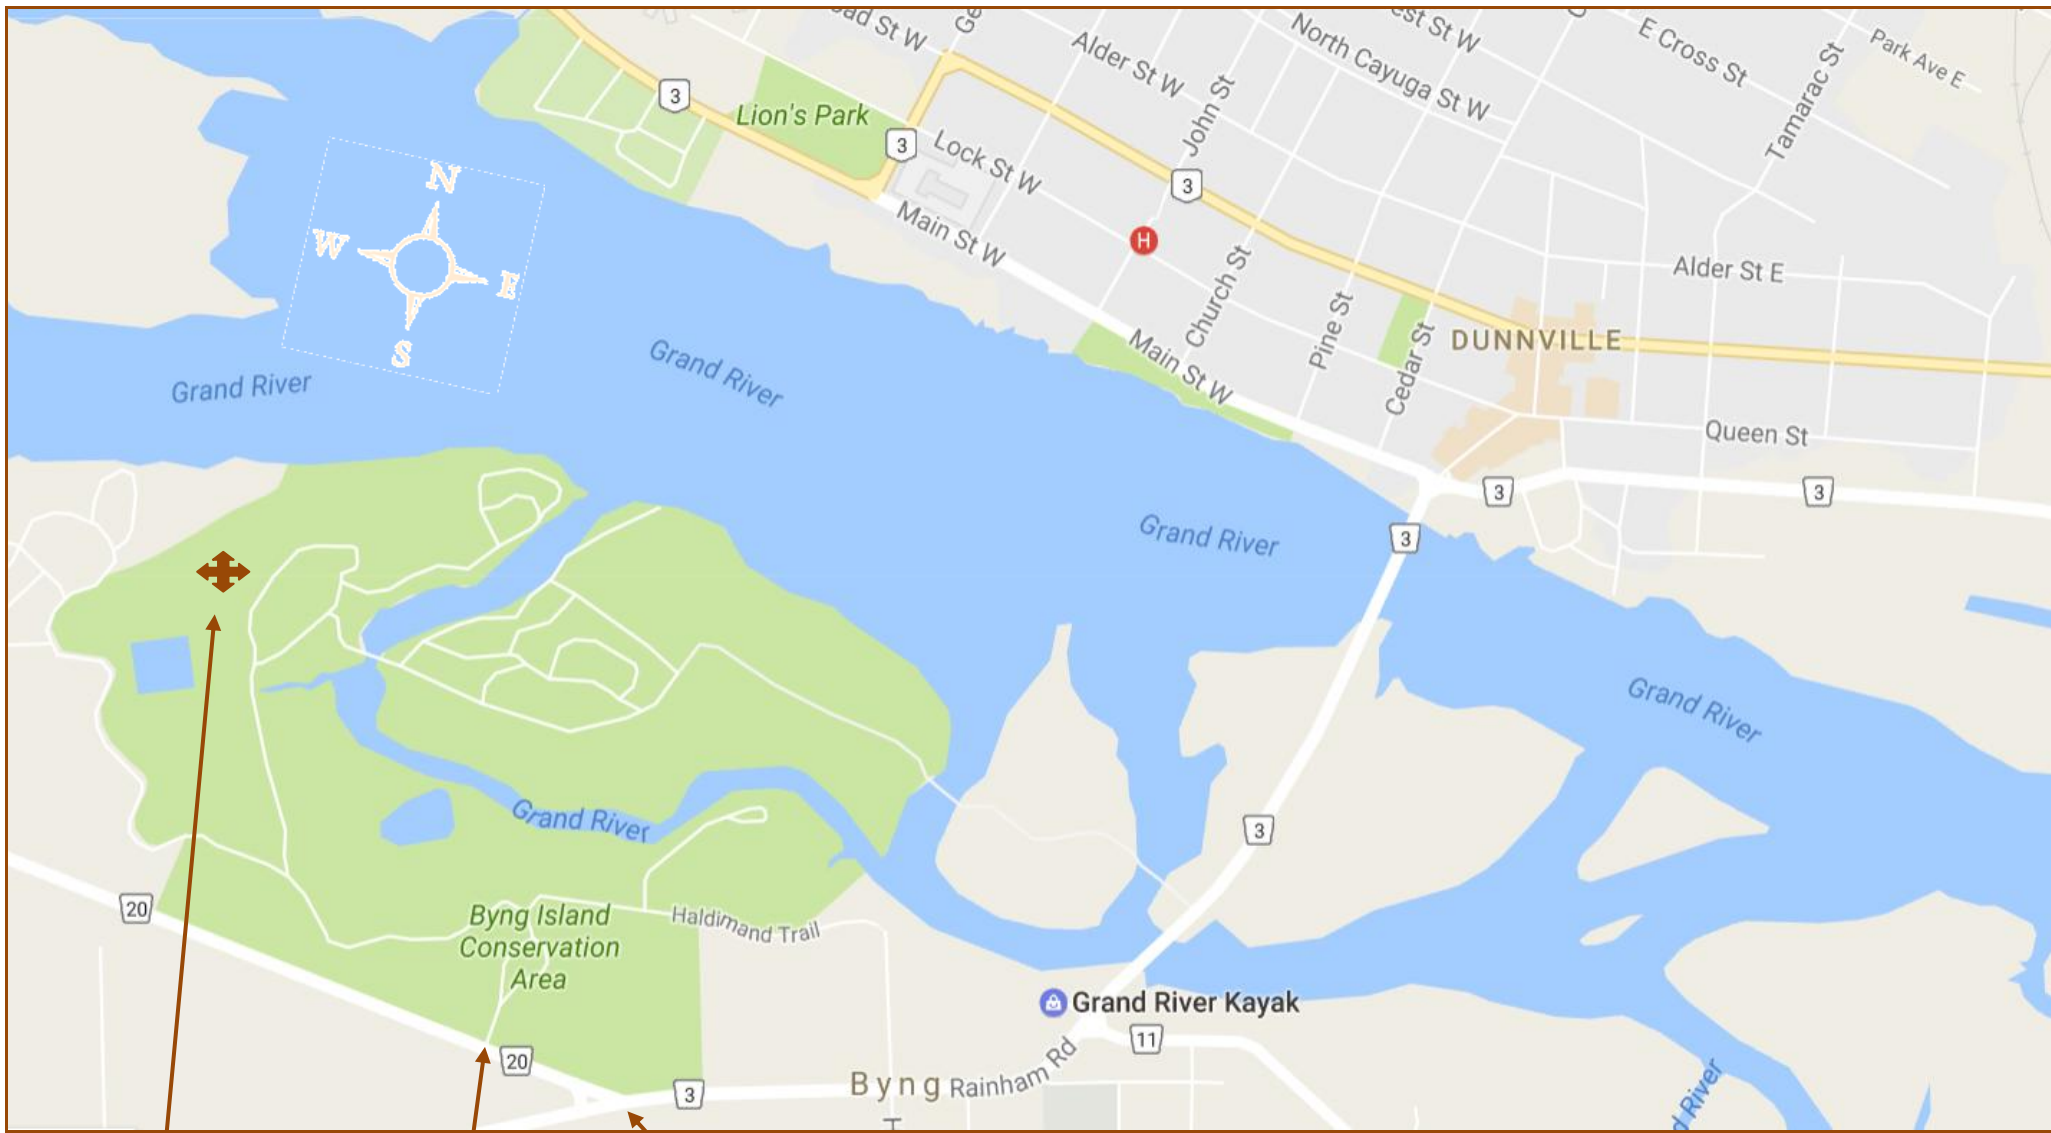 est St W
E Cross St
Park Ave E
North Cayuga St W
Alder St W
Tamarac St
3
Lion's Park
John St
3
Lock St W
3
N
W
E
S
Main St W
H
Alder St E
Church St
Pine St
Cedar St
DUNNVILLE
Main St W
Grand River
Grand River
Queen St
3
3
Grand River
3
Grand River
Grand River
3
20
Byng Island
Conservation
Area
Haldimand Trail
Grand River Kayak
11
20
3
Byng
Rainham Rd
d River